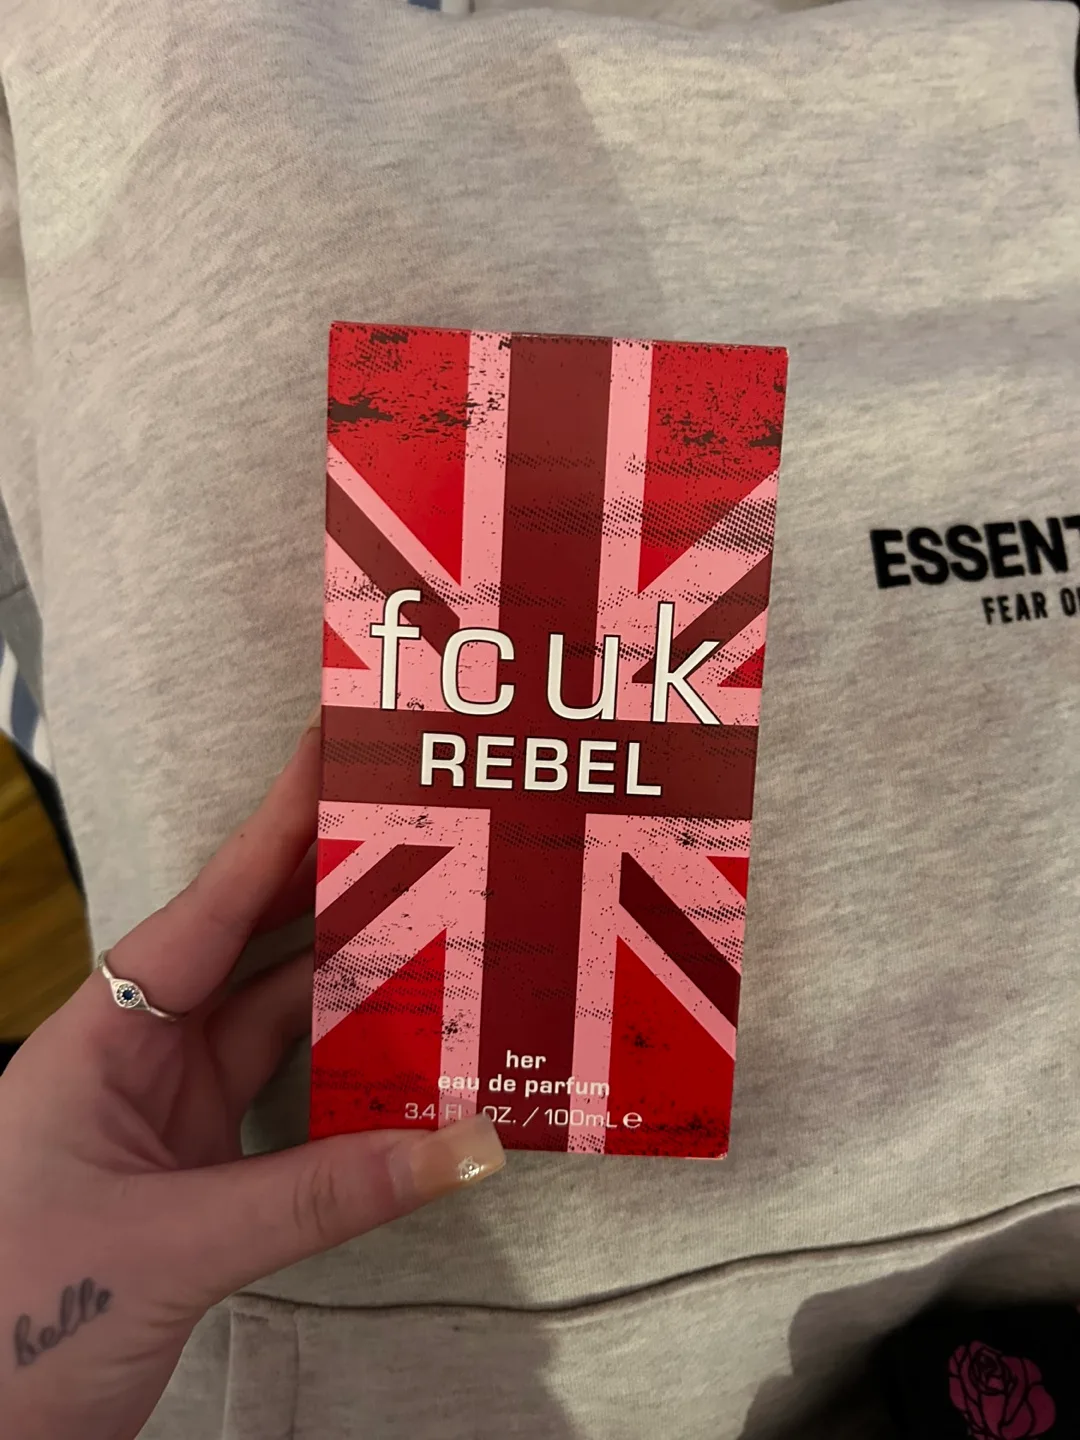 fcuk
REBEL
her
eau de parfum
3.4 FL. OZ. / 100mL e
ESSENT
FEAR O
belle